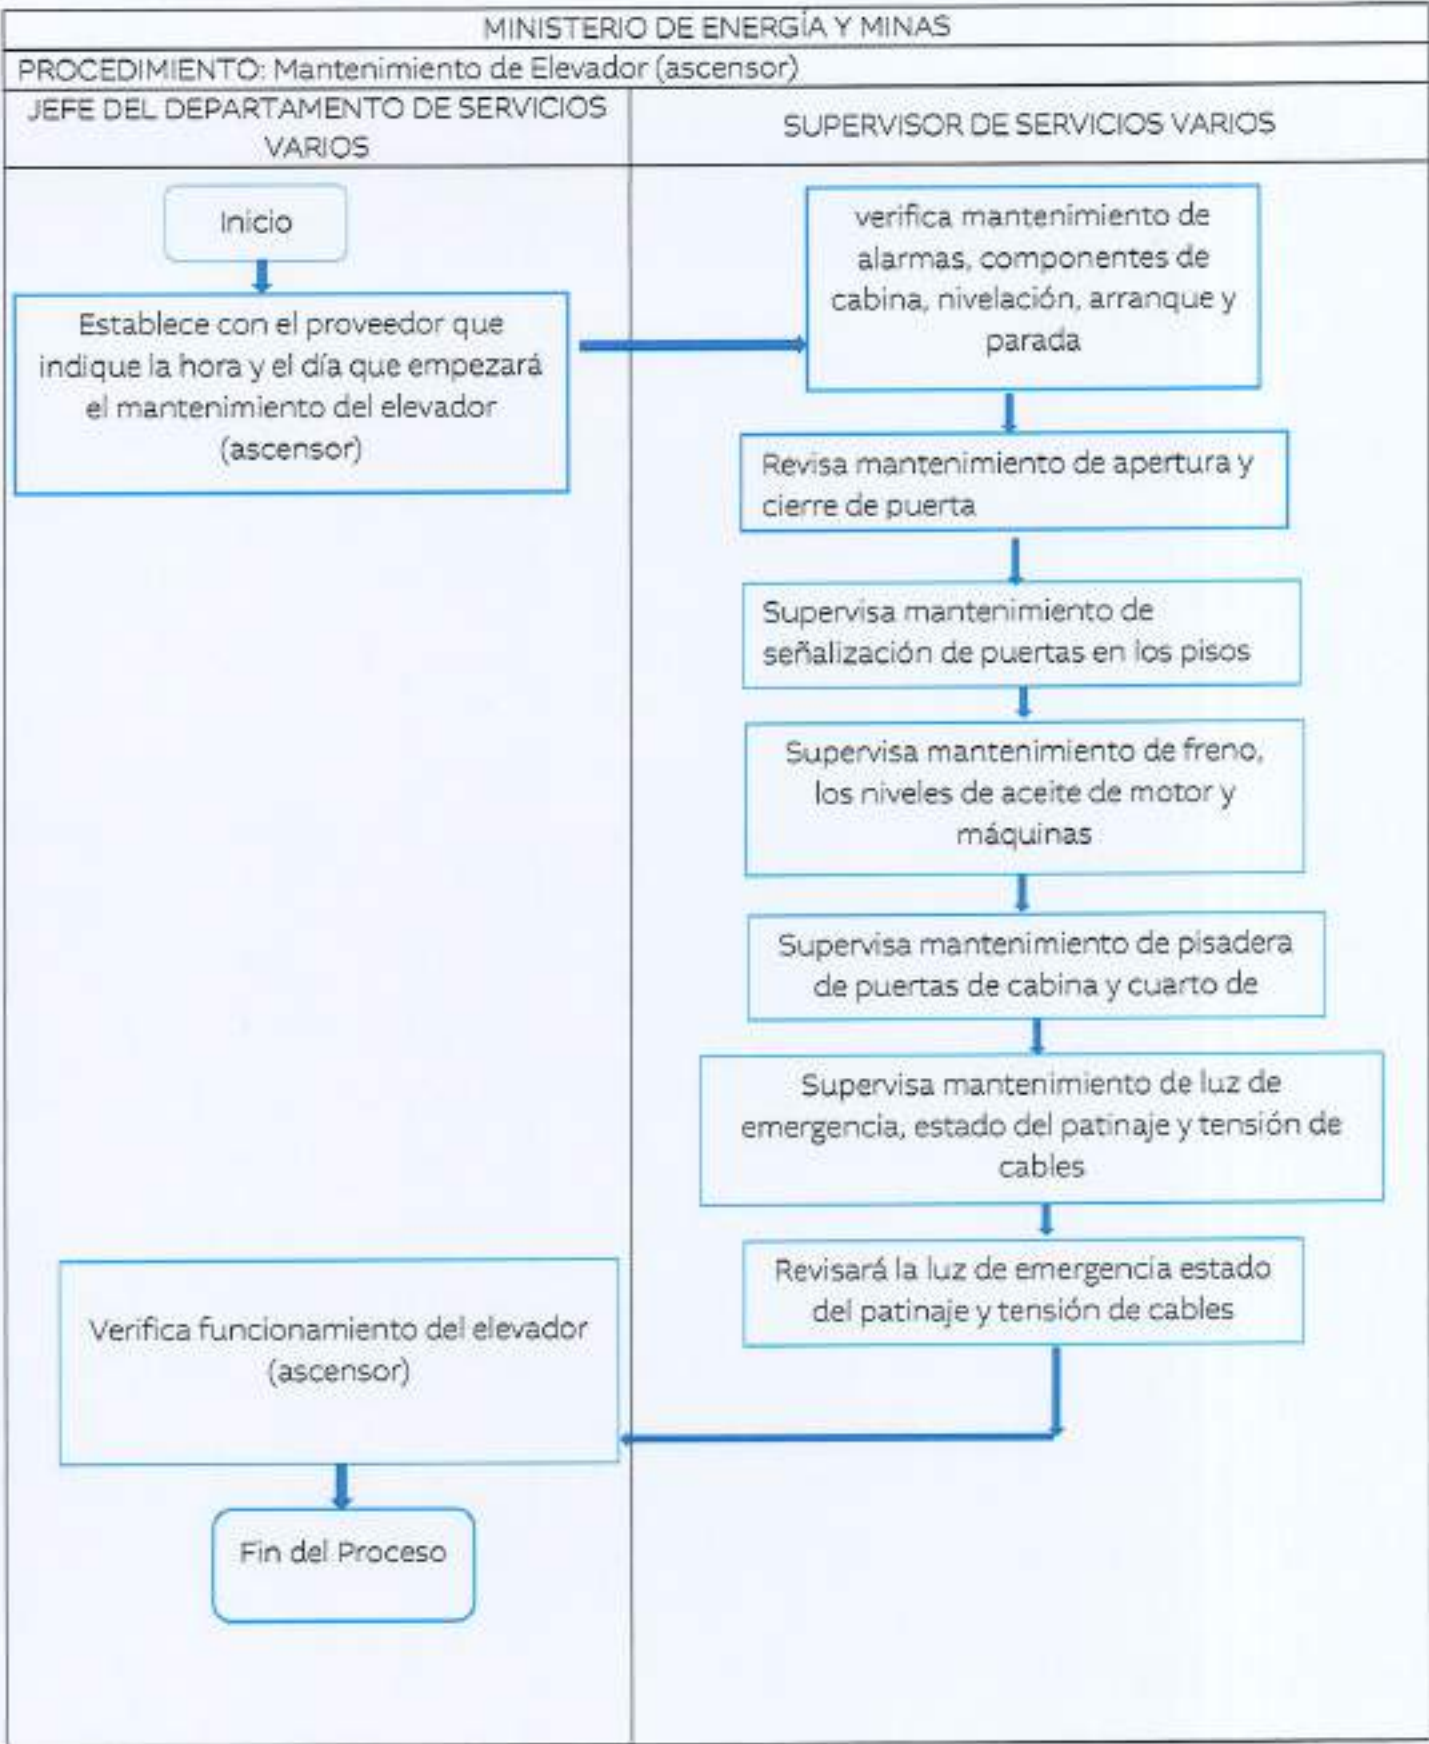 MINISTERIO DE ENERGÍA Y MINAS
PROCEDIMIENTO: Mantenimiento de Elevador (ascensor)
JEFE DEL DEPARTAMENTO DE SERVICIOS
VARIOS
SUPERVISOR DE SERVICIOS VARIOS
Inicio
Establece con el proveedor que
indique la hora y el día que empezará
el mantenimiento del elevador
(ascensor)
verifica mantenimiento de
alarmas, componentes de
cabina, nivelación, arranque y
parada
Revisa mantenimiento de apertura y
cierre de puerta
Supervisa mantenimiento de
señalización de puertas en los pisos
Supervisa mantenimiento de freno,
los niveles de aceite de motor y
máquinas
Supervisa mantenimiento de pisadera
de puertas de cabina y cuarto de
Supervisa mantenimiento de luz de
emergencia, estado del patinaje y tensión de
cables
Revisará la luz de emergencia estado
del patinaje y tensión de cables
Verifica funcionamiento del elevador
(ascensor)
Fin del Proceso